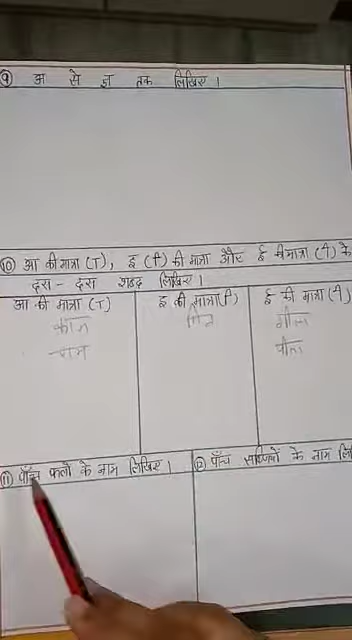 ⑨ अ से ज्ञ तक लिखिए।
⑩ आ की मात्रा (ा), इ (ि) की मात्रा और ई की मात्रा (ी) के
दस - दस शब्द लिखिए।
आ की मात्रा (ा)
इ की मात्रा (ि)
ई की मात्रा (ी)
काम
राम
⑪ पाँच फलों के नाम लिखिए।
⑫ पाँच सब्जियों के नाम लि